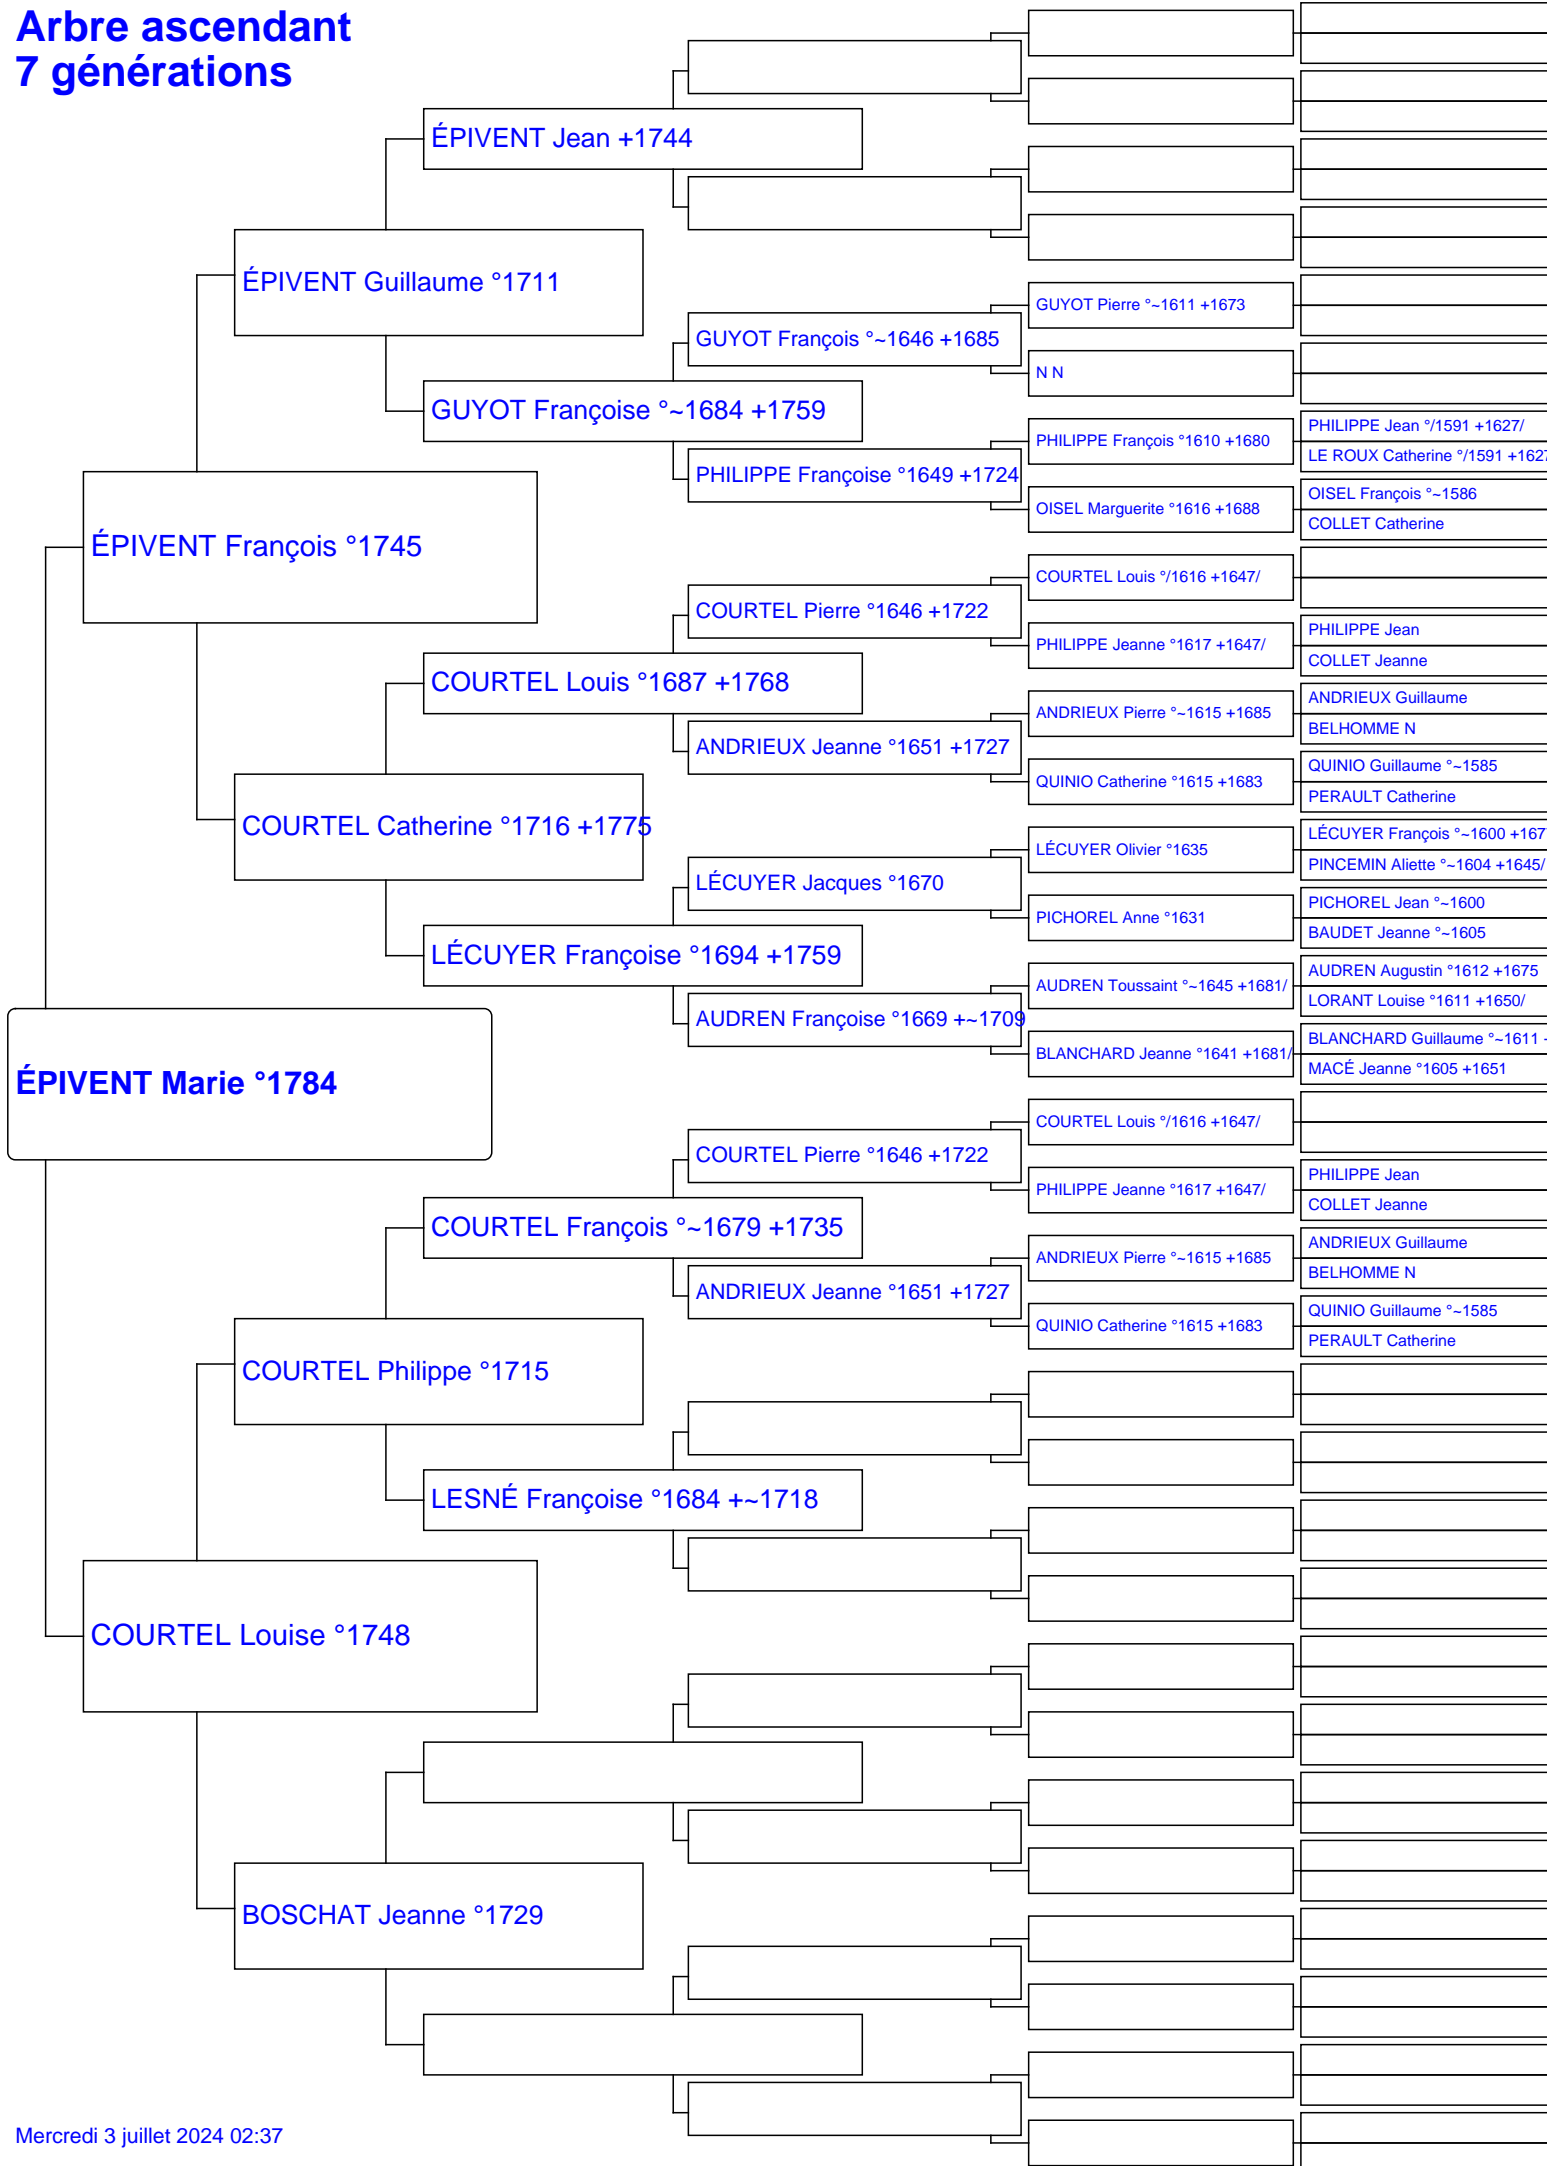 Arbre ascendant
7 générations
ÉPIVENT Jean +1744
ÉPIVENT Guillaume °1711
GUYOT Pierre °~1611 +1673
GUYOT François °~1646 +1685
N N
GUYOT Françoise °~1684 +1759
PHILIPPE Jean °/1591 +1627/
PHILIPPE François °1610 +1680
LE ROUX Catherine °/1591 +1627
PHILIPPE Françoise °1649 +1724
OISEL François °~1586
OISEL Marguerite °1616 +1688
COLLET Catherine
ÉPIVENT François °1745
COURTEL Louis °/1616 +1647/
COURTEL Pierre °1646 +1722
PHILIPPE Jean
PHILIPPE Jeanne °1617 +1647/
COLLET Jeanne
COURTEL Louis °1687 +1768
ANDRIEUX Guillaume
ANDRIEUX Pierre °~1615 +1685
BELHOMME N
ANDRIEUX Jeanne °1651 +1727
QUINIO Guillaume °~1585
QUINIO Catherine °1615 +1683
PERAULT Catherine
COURTEL Catherine °1716 +1775
LÉCUYER François °~1600 +167
LÉCUYER Olivier °1635
PINCEMIN Aliette °~1604 +1645/
LÉCUYER Jacques °1670
PICHOREL Jean °~1600
PICHOREL Anne °1631
BAUDET Jeanne °~1605
LÉCUYER Françoise °1694 +1759
AUDREN Augustin °1612 +1675
AUDREN Toussaint °~1645 +1681/
LORANT Louise °1611 +1650/
AUDREN Françoise °1669 +~1709
BLANCHARD Guillaume °~1611
BLANCHARD Jeanne °1641 +1681/
MACÉ Jeanne °1605 +1651
ÉPIVENT Marie °1784
COURTEL Louis °/1616 +1647/
COURTEL Pierre °1646 +1722
PHILIPPE Jean
PHILIPPE Jeanne °1617 +1647/
COLLET Jeanne
COURTEL François °~1679 +1735
ANDRIEUX Guillaume
ANDRIEUX Pierre °~1615 +1685
BELHOMME N
ANDRIEUX Jeanne °1651 +1727
QUINIO Guillaume °~1585
QUINIO Catherine °1615 +1683
PERAULT Catherine
COURTEL Philippe °1715
LESNÉ Françoise °1684 +~1718
COURTEL Louise °1748
BOSCHAT Jeanne °1729
Mercredi 3 juillet 2024 02:37